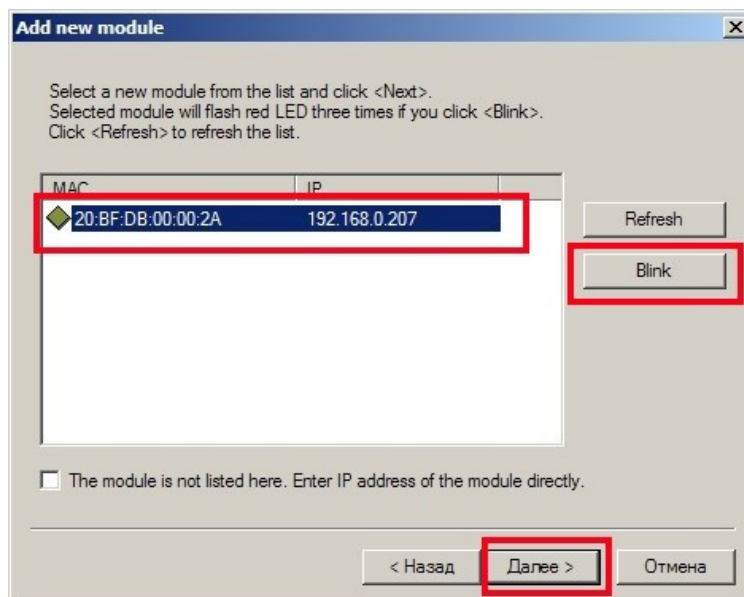 Add new module
Select a new module from the list and click <Next>.
Selected module will flash red LED three times if you click <Blink>.
Click <Refresh> to refresh the list.
MAC IP
20:BF:DB:00:00:2A 192.168.0.207
Refresh
Blink
The module is not listed here. Enter IP address of the module directly.
< Назад Далее > Отмена